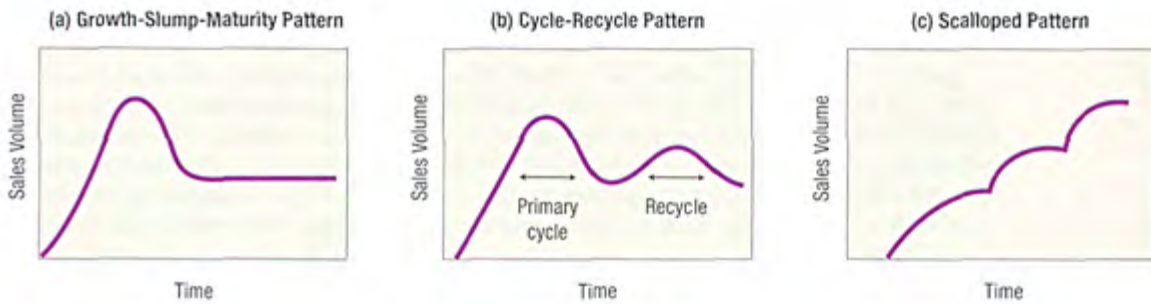 (a) Growth-Slump-Maturity Pattern
Sales Volume
Time
(b) Cycle-Recycle Pattern
Sales Volume
Primary
cycle
Recycle
Time
(c) Scalloped Pattern
Sales Volume
Time